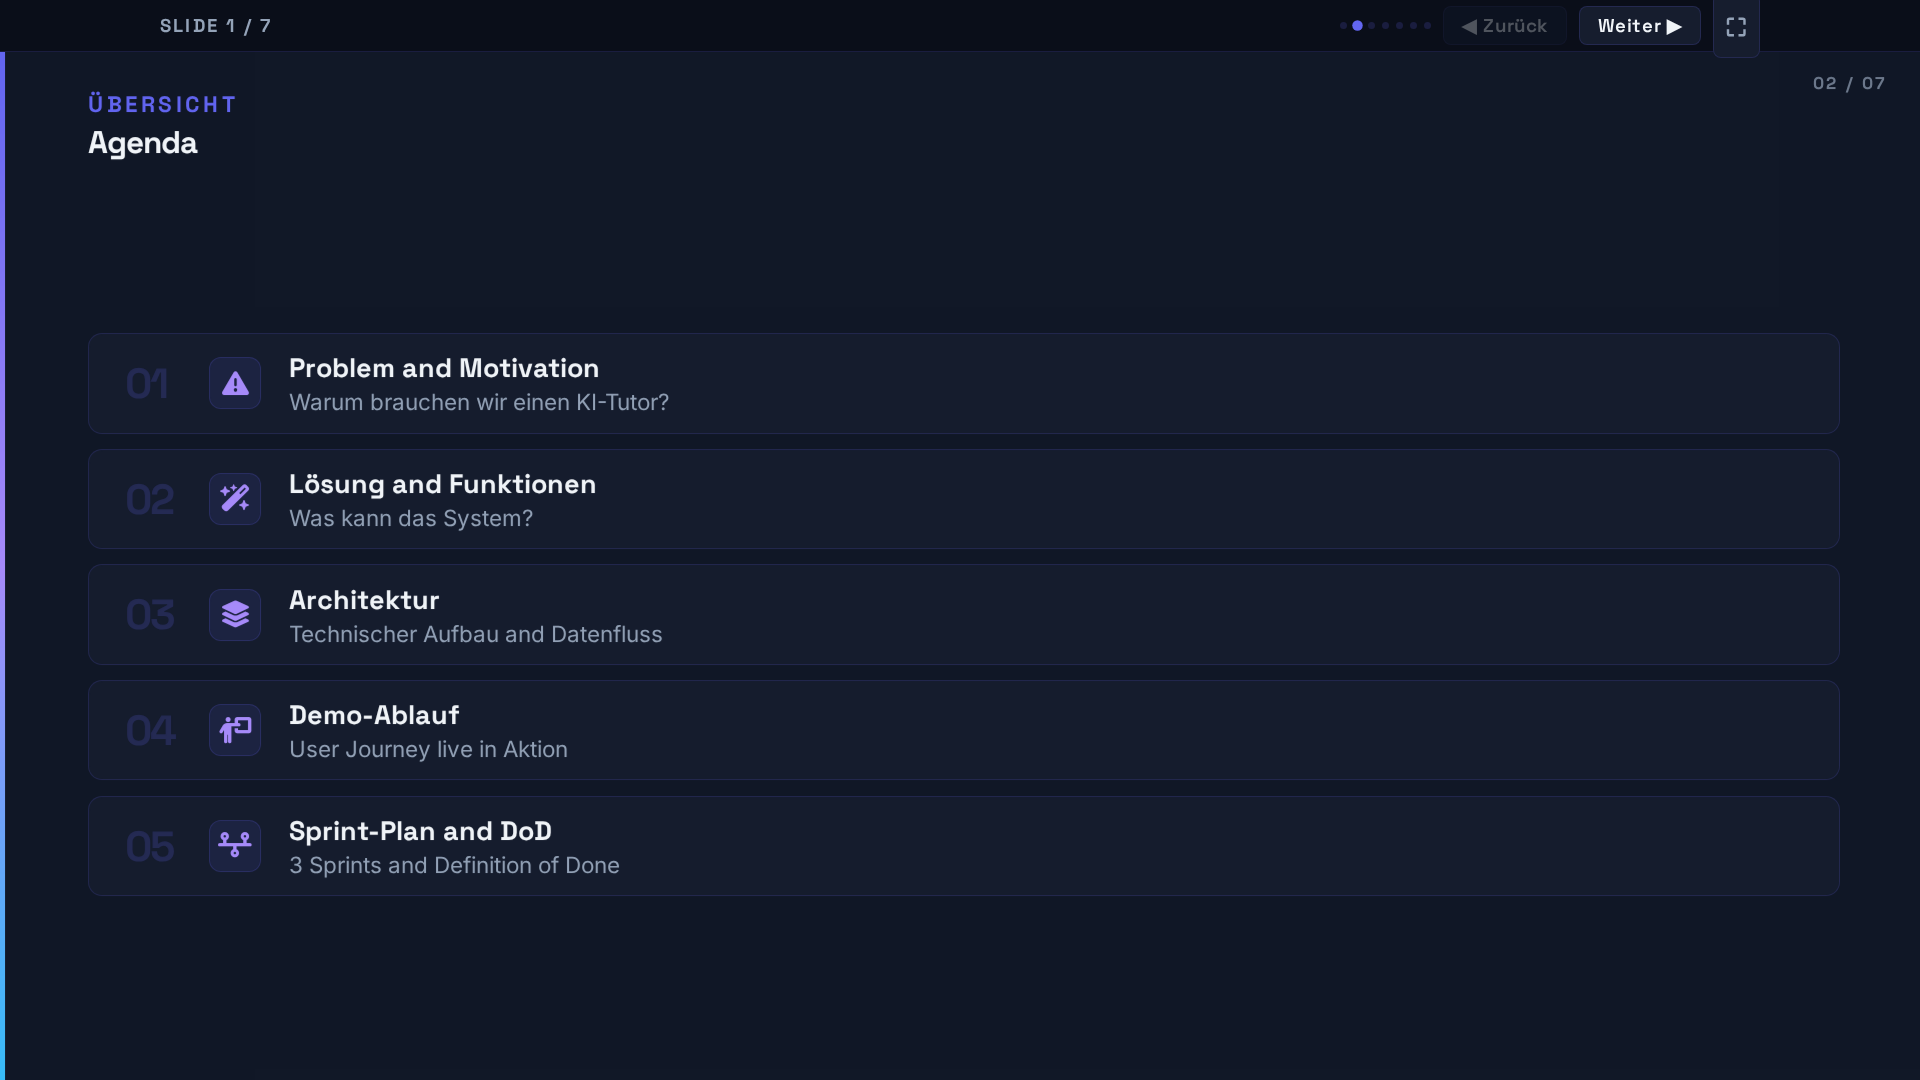 SLIDE 1 / 7
◀ Zurück
Weiter ▶
02 / 07
ÜBERSICHT
Agenda
01
Problem and Motivation
Warum brauchen wir einen KI-Tutor?
02
Lösung and Funktionen
Was kann das System?
03
Architektur
Technischer Aufbau and Datenfluss
04
Demo-Ablauf
User Journey live in Aktion
05
Sprint-Plan and DoD
3 Sprints and Definition of Done